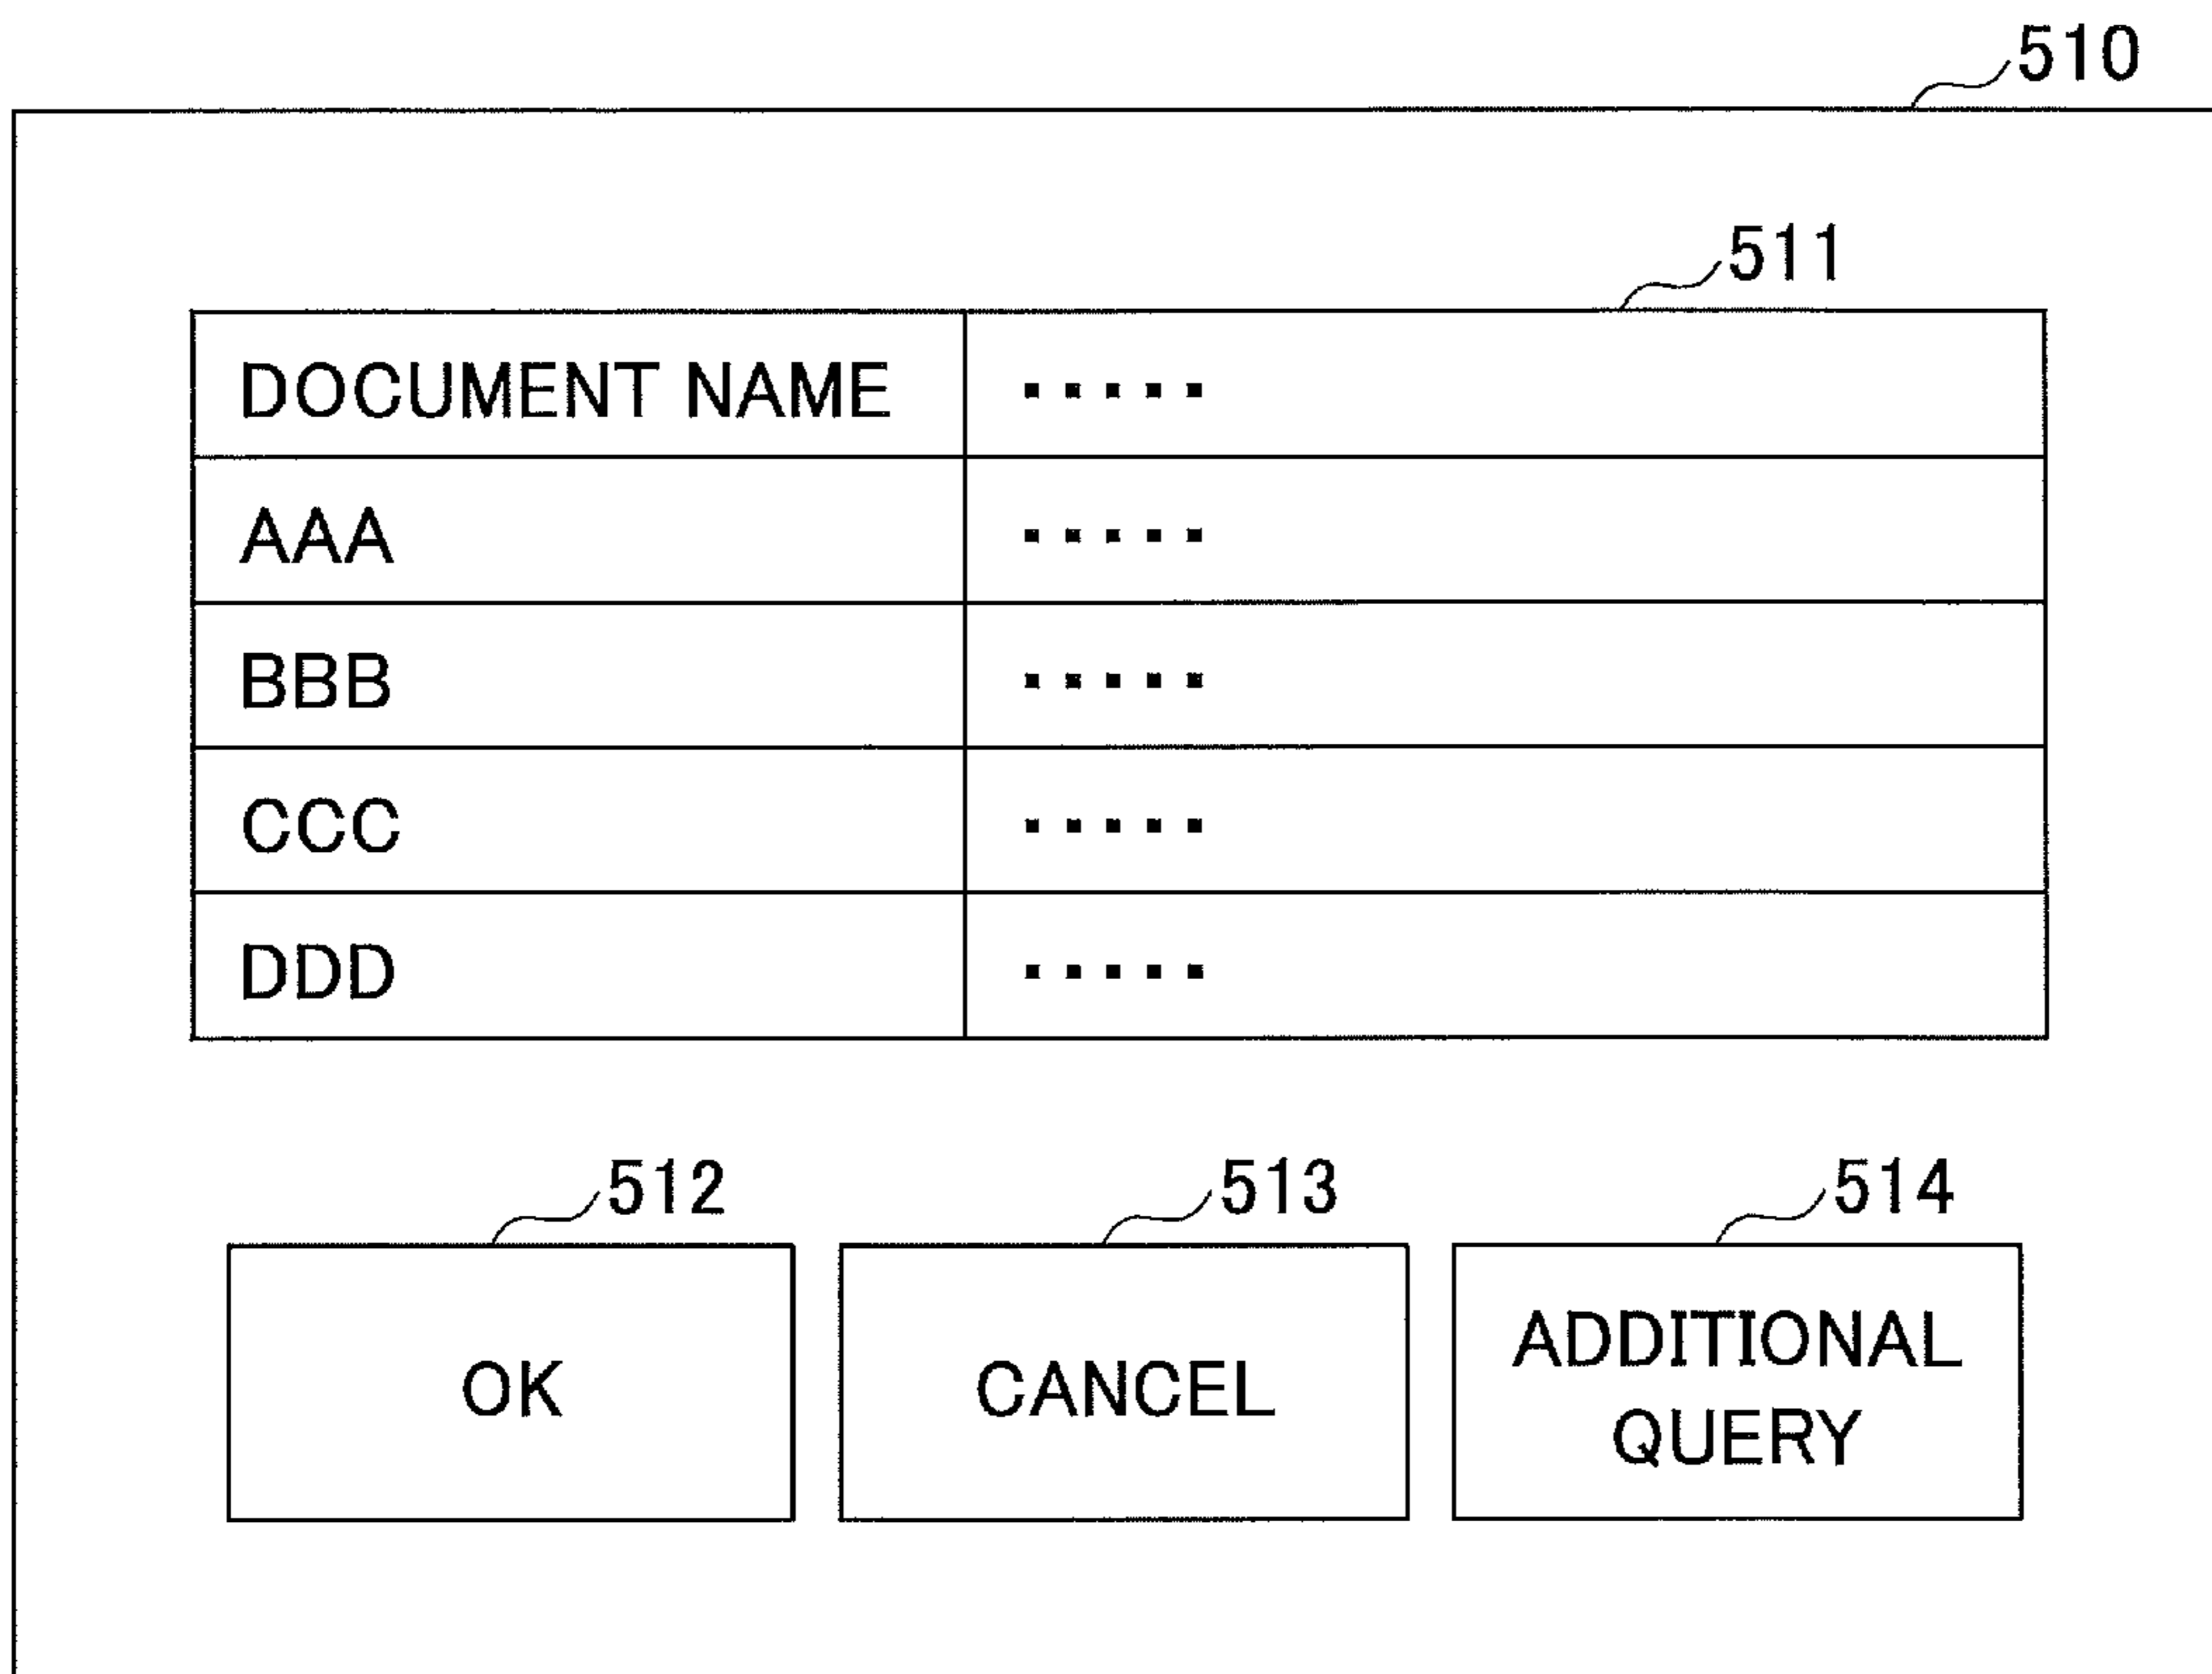 510
511
DOCUMENT NAME ▪▪▪▪▪
AAA ▪▪▪▪▪
BBB ▪▪▪▪▪
CCC ▪▪▪▪▪
DDD ▪▪▪▪▪
512 513 514
OK CANCEL ADDITIONAL
QUERY